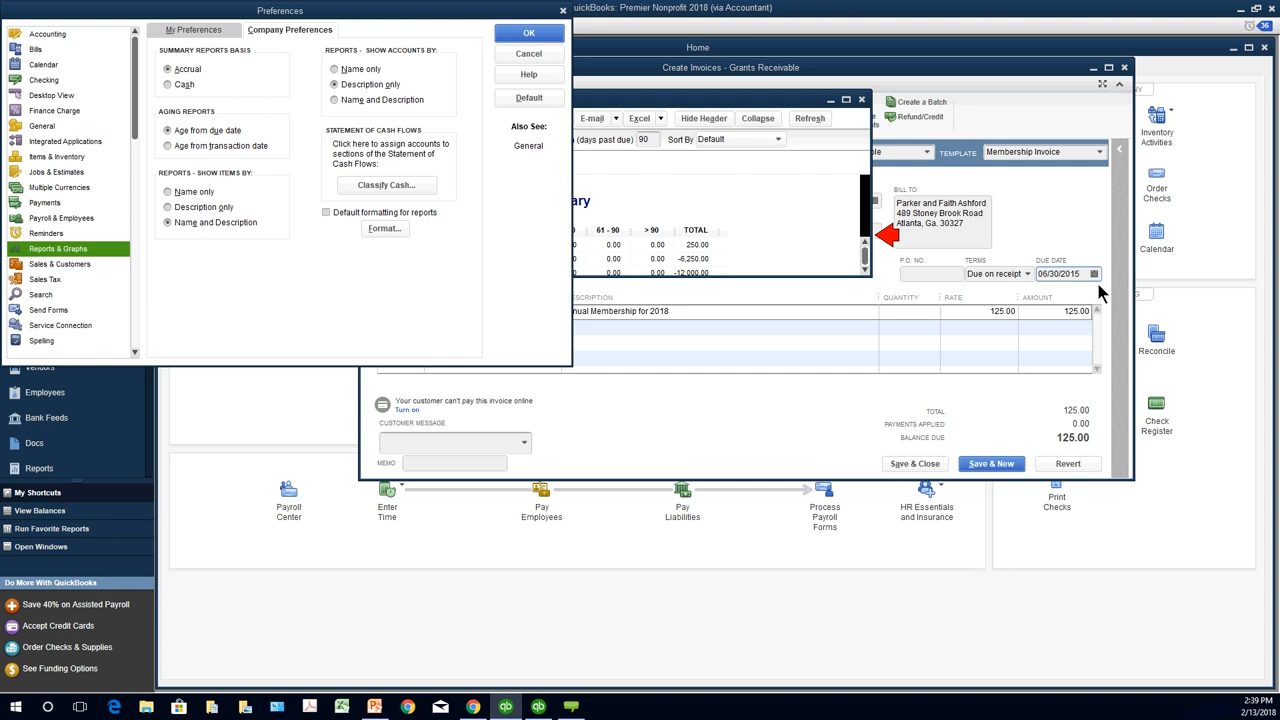 Preferences
QuickBooks: Premier Nonprofit 2018 (via Accountant)
36
Home
My Preferences
Company Preferences
Accounting
Bills
Calendar
Checking
Desktop View
Finance Charge
General
Integrated Applications
Items & Inventory
Jobs & Estimates
Multiple Currencies
Payments
Payroll & Employees
Reminders
Reports & Graphs
Sales & Customers
Sales Tax
Search
Send Forms
Service Connection
Spelling
SUMMARY REPORTS BASIS
Accrual
Cash
AGING REPORTS
Age from due date
Age from transaction date
REPORTS - SHOW ITEMS BY:
Name only
Description only
Name and Description
REPORTS - SHOW ACCOUNTS BY:
Name only
Description only
Name and Description
STATEMENT OF CASH FLOWS
Click here to assign accounts to
sections of the Statement of
Cash Flows:
Classify Cash...
Default formatting for reports
Format...
OK
Cancel
Help
Default
Also See:
General
Create Invoices - Grants Receivable
Create a Batch
Refund/Credit
TEMPLATE
Membership Invoice
E-mail
Excel
Hide Header
Collapse
Refresh
(days past due) 90 Sort By Default
61 - 90 > 90 TOTAL
0.00 0.00 250.00
0.00 0.00 -6,250.00
0.00 0.00 -12,000.00
BILL TO
Parker and Faith Ashford
489 Stoney Brook Road
Atlanta, Ga. 30327
P.O. NO. TERMS DUE DATE
Due on receipt 06/30/2015
QUANTITY RATE AMOUNT
nual Membership for 2018 125.00 125.00
Your customer can't pay this invoice online
Turn on
CUSTOMER MESSAGE
MEMO
TOTAL 125.00
PAYMENTS APPLIED 0.00
BALANCE DUE 125.00
Save & Close
Save & New
Revert
Inventory
Activities
Order
Checks
Calendar
Reconcile
Check
Register
Print
Checks
Employees
Bank Feeds
Docs
Reports
My Shortcuts
View Balances
Run Favorite Reports
Open Windows
Do More With QuickBooks
Save 40% on Assisted Payroll
Accept Credit Cards
Order Checks & Supplies
See Funding Options
Payroll
Center
Enter
Time
Pay
Employees
Pay
Liabilities
Process
Payroll
Forms
HR Essentials
and Insurance
2:39 PM
2/13/2018